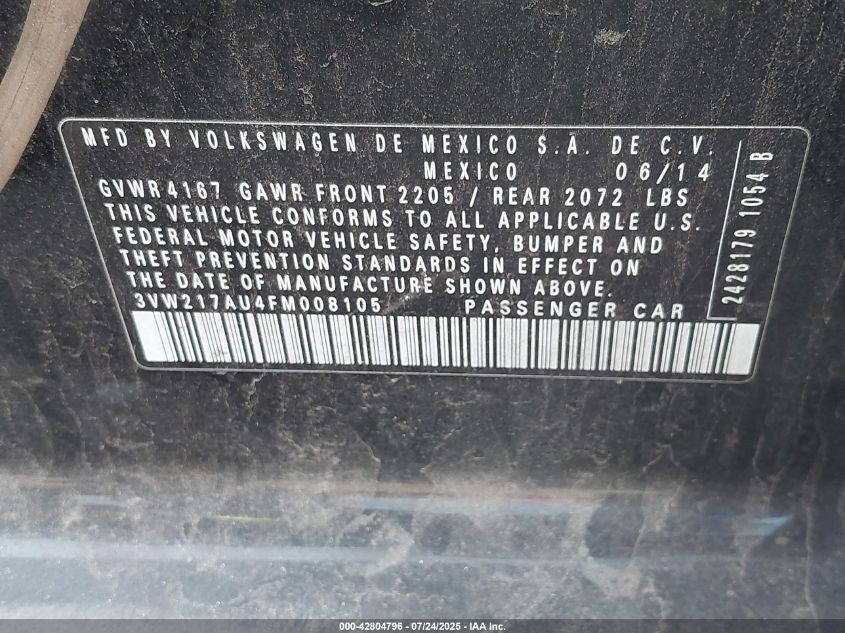 MFD BY VOLKSWAGEN DE MEXICO S.A. DE C.V.
MEXICO 06/14
GVWR 4167 GAWR FRONT 2205 / REAR 2072 LBS
THIS VEHICLE CONFORMS TO ALL APPLICABLE U.S.
FEDERAL MOTOR VEHICLE SAFETY, BUMPER AND
THEFT PREVENTION STANDARDS IN EFFECT ON
THE DATE OF MANUFACTURE SHOWN ABOVE.
3VW217AU4FM008105 PASSENGER CAR
2428179 1054 B
000-42804796 - 07/24/2025 - IAA Inc.